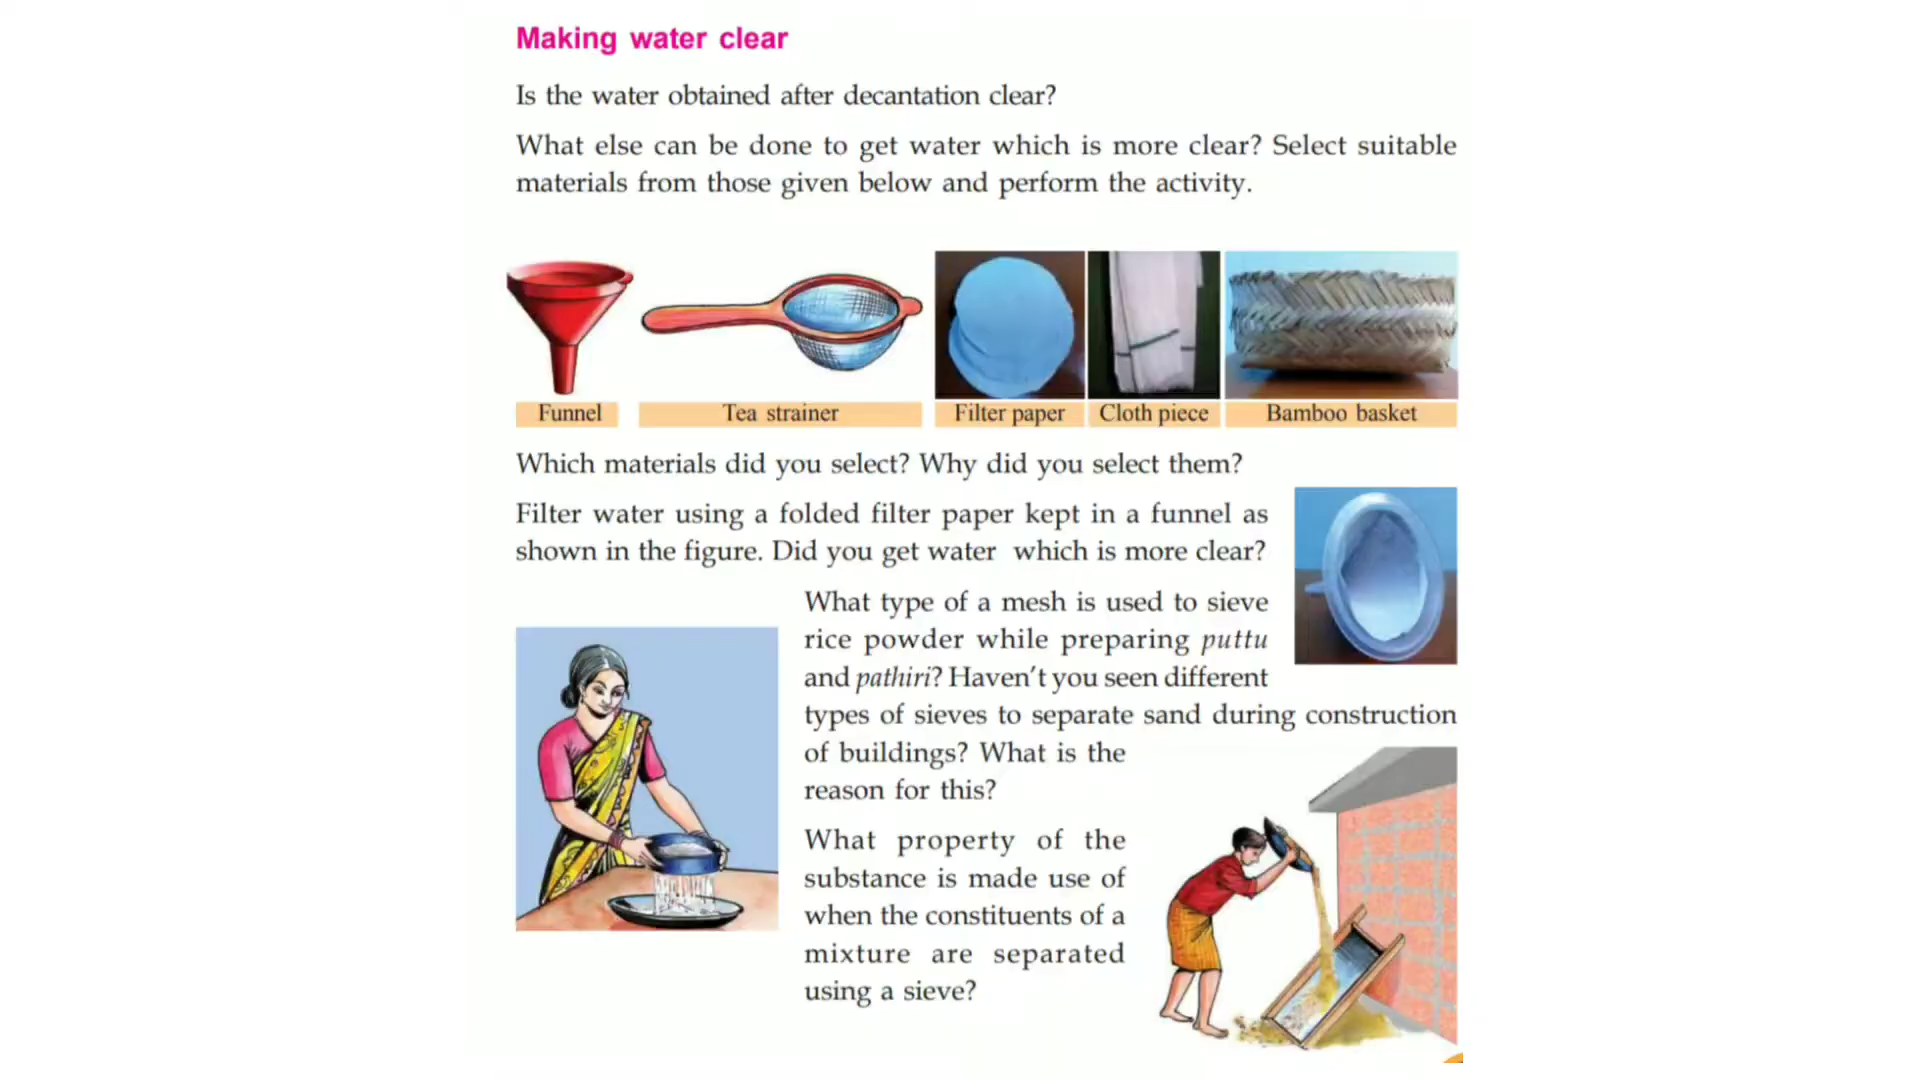 Making water clear
Is the water obtained after decantation clear?
What else can be done to get water which is more clear? Select suitable
materials from those given below and perform the activity.
Funnel
Tea strainer
Filter paper
Cloth piece
Bamboo basket
Which materials did you select? Why did you select them?
Filter water using a folded filter paper kept in a funnel as
shown in the figure. Did you get water which is more clear?
What type of a mesh is used to sieve
rice powder while preparing puttu
and pathiri? Haven't you seen different
types of sieves to separate sand during construction
of buildings? What is the
reason for this?
What property of the
substance is made use of
when the constituents of a
mixture are separated
using a sieve?